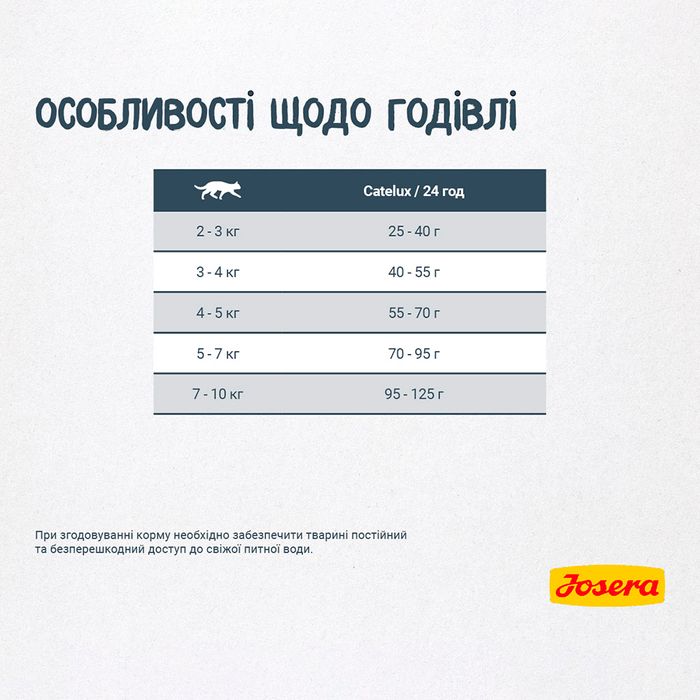 ОСОБЛИВОСТІ ЩОДО ГОДІВЛІ
Catelux / 24 год
2 - 3 кг 25 - 40 г
3 - 4 кг 40 - 55 г
4 - 5 кг 55 - 70 г
5 - 7 кг 70 - 95 г
7 - 10 кг 95 - 125 г
При згодовуванні корму необхідно забезпечити тварині постійний
та безперешкодний доступ до свіжої питної води.
Josera